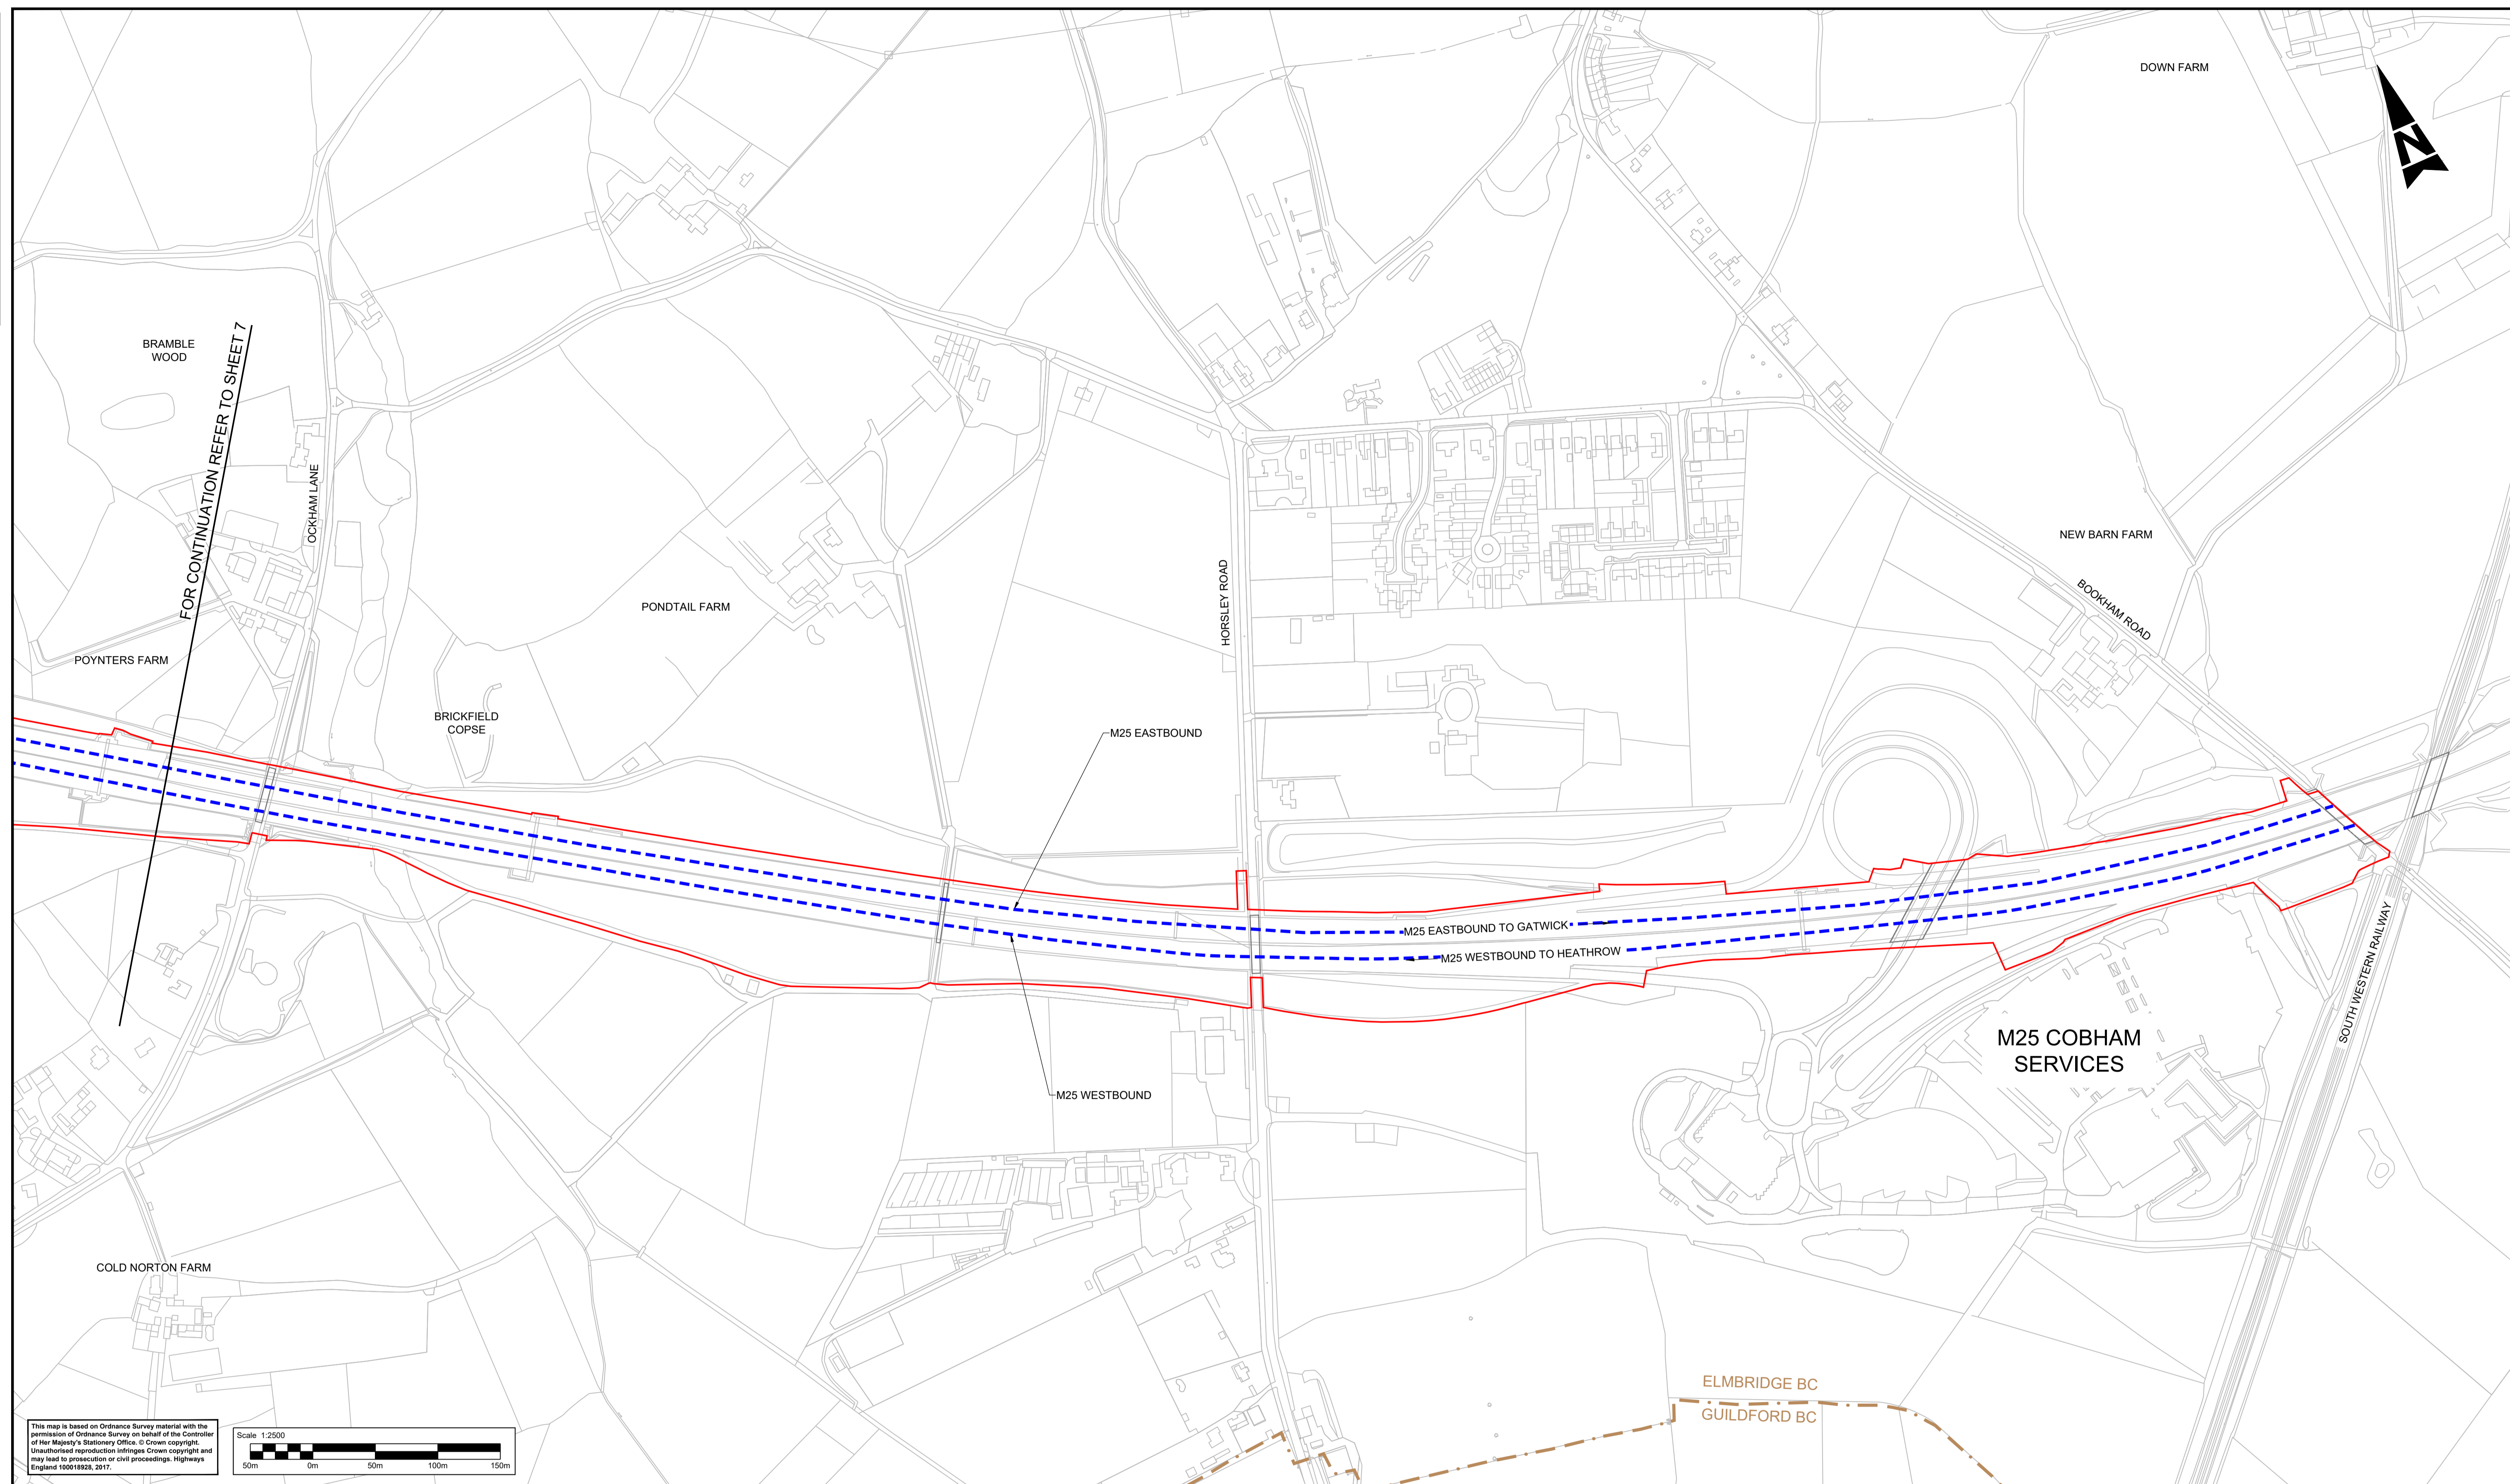 DOWN FARM
N
BRAMBLE
WOOD
FOR CONTINUATION REFER TO SHEET 7
OCKHAM LANE
POYNTERS FARM
BRICKFIELD
COPSE
PONDTAIL FARM
HORSLEY ROAD
NEW BARN FARM
BOOKHAM ROAD
M25 EASTBOUND
M25 EASTBOUND TO GATWICK
M25 WESTBOUND TO HEATHROW
M25 WESTBOUND
M25 COBHAM
SERVICES
SOUTH WESTERN RAILWAY
COLD NORTON FARM
ELMBRIDGE BC
GUILDFORD BC
This map is based on Ordnance Survey material with the
permission of Ordnance Survey on behalf of the Controller
of Her Majesty's Stationery Office. © Crown copyright.
Unauthorised reproduction infringes Crown copyright and
may lead to prosecution or civil proceedings. Highways
England 100018928, 2017.
Scale 1:2500
50m 0m 50m 100m 150m